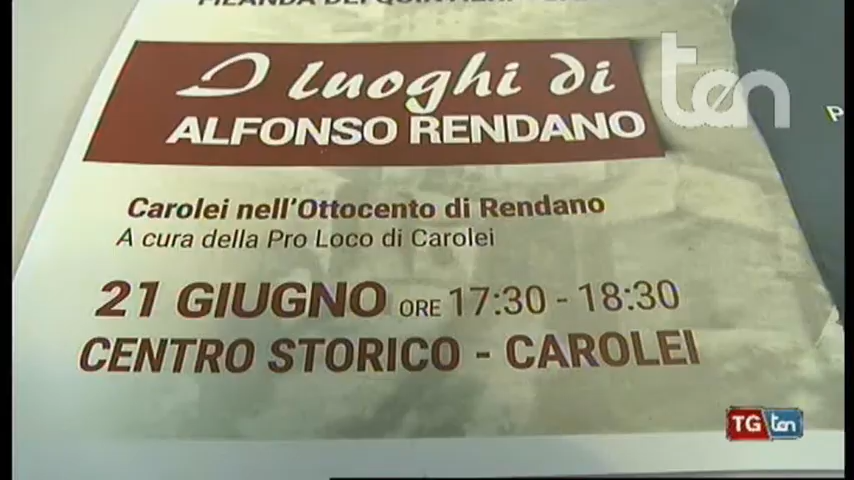 I luoghi di
ALFONSO RENDANO
ten
P
Carolei nell'Ottocento di Rendano
A cura della Pro Loco di Carolei
21 GIUGNO ORE 17:30 - 18:30
CENTRO STORICO - CAROLEI
TG ten